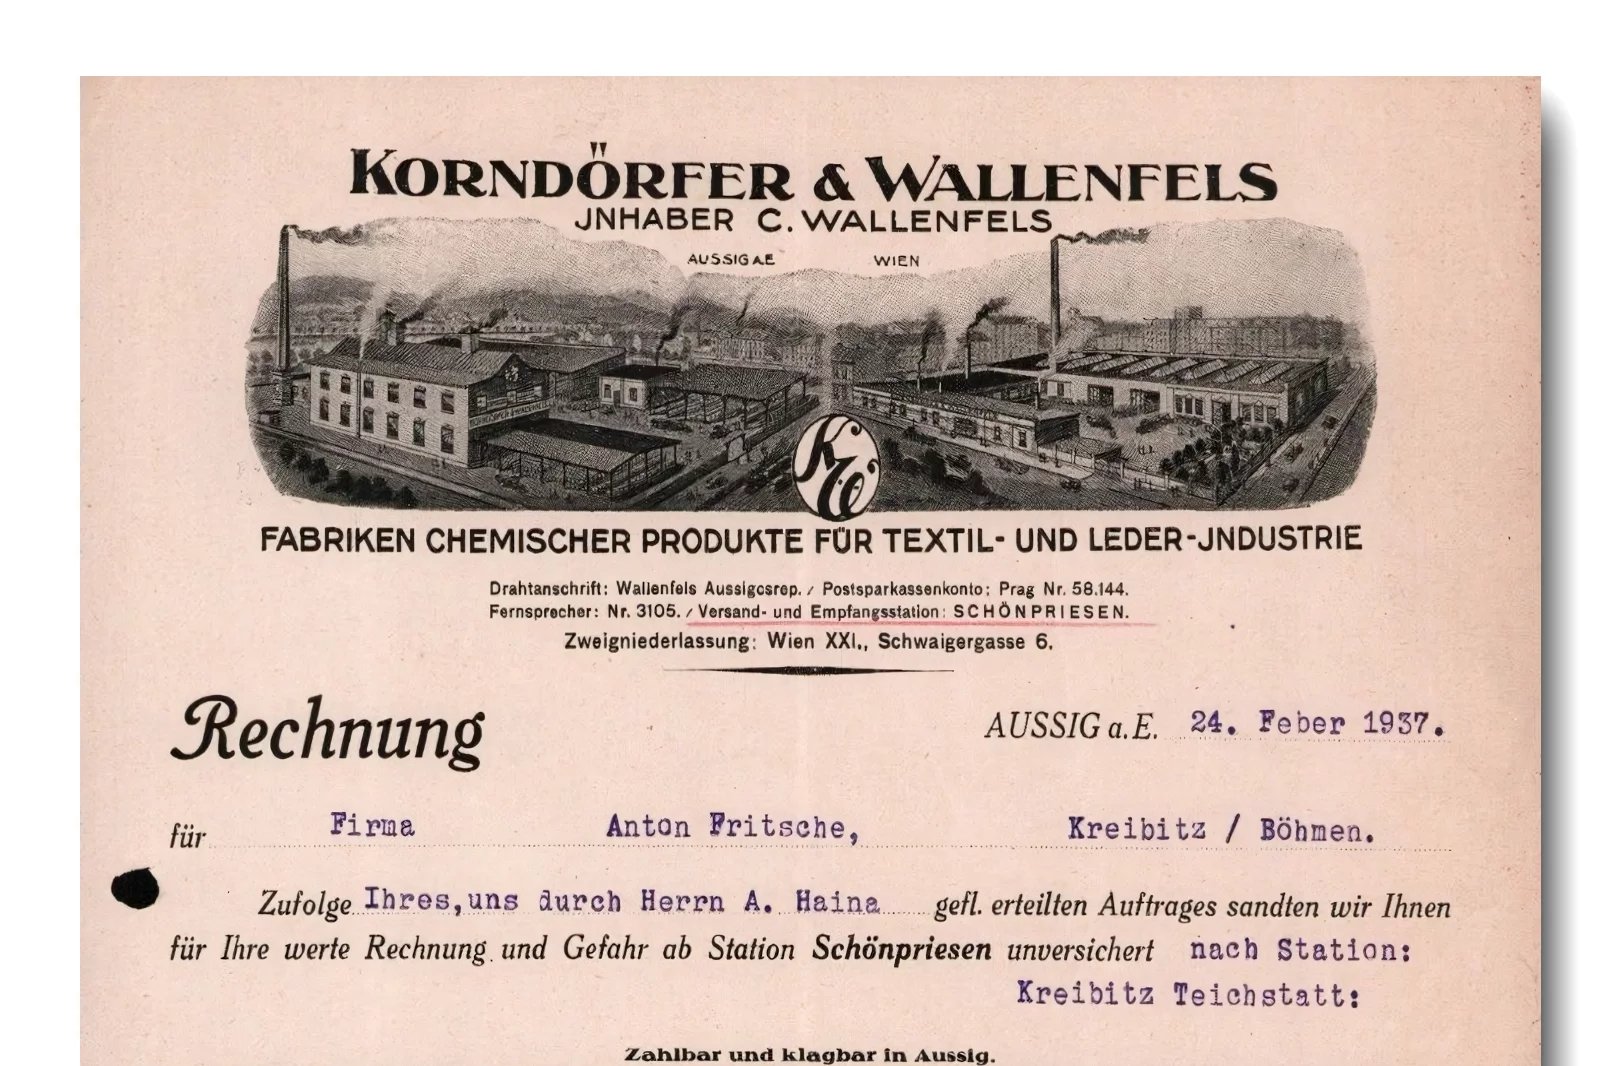 KORNDÖRFER & WALLENFELS
JNHABER C. WALLENFELS
AUSSIG A.E WIEN
KW
FABRIKEN CHEMISCHER PRODUKTE FÜR TEXTIL- UND LEDER-JNDUSTRIE
Drahtanschrift: Wallenfels Aussigosrep. / Postsparkassenkonto: Prag Nr. 58.144.
Fernsprecher: Nr. 3105. / Versand- und Empfangsstation: SCHÖNPRIESEN.
Zweigniederlassung: Wien XXI., Schwaigergasse 6.
Rechnung
AUSSIG a.E. 24. Feber 1937.
für Firma Anton Fritsche, Kreibitz / Böhmen.
Zufolge Ihres,uns durch Herrn A. Haina gefl. erteilten Auftrages sandten wir Ihnen
für Ihre werte Rechnung und Gefahr ab Station Schönpriesen unversichert nach Station:
Kreibitz Teichstatt:
Zahlbar und klagbar in Aussig.